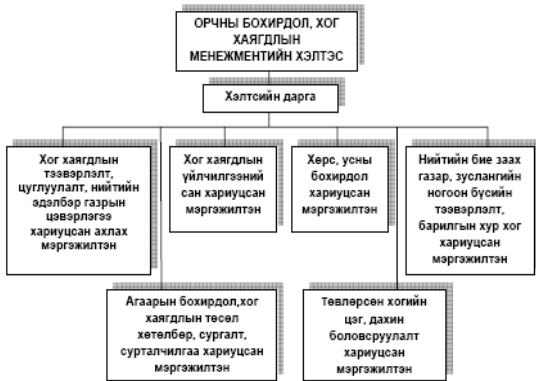 ОРЧНЫ БОХИРДОЛ, ХОГ
ХАЯГДЛЫН
МЕНЕЖМЕНТИЙН ХЭЛТЭС
Хэлтсийн дарга
Хог хаягдлын
тээвэрлэлт,
цуглуулалт, нийтийн
эдэлбэр газрын
цэвэрлэгээ
хариуцсан ахлах
мэргэжилтэн
Хог хаягдлын
үйлчилгээний
сан хариуцсан
мэргэжилтэн
Хөрс, усны
бохирдол
хариуцсан
мэргэжилтэн
Нийтийн бие заах
газар, зуслангийн
ногоон бүсийн
тээвэрлэлт,
барилгын хур хог
хариуцсан
мэргэжилтэн
Агаарын бохирдол,хог
хаягдлын төсөл
хөтөлбөр, сургалт,
сурталчилгаа хариуцсан
мэргэжилтэн
Төвлөрсөн хогийн
цэг, дахин
боловсруулалт
хариуцсан
мэргэжилтэн